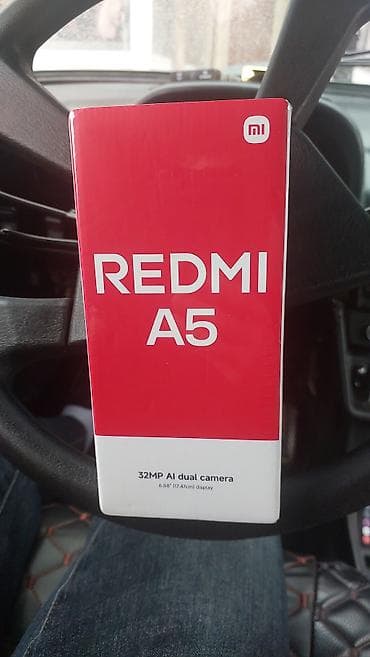 mi
REDMI
A5
32MP AI dual camera
6.88" (17.47cm) display